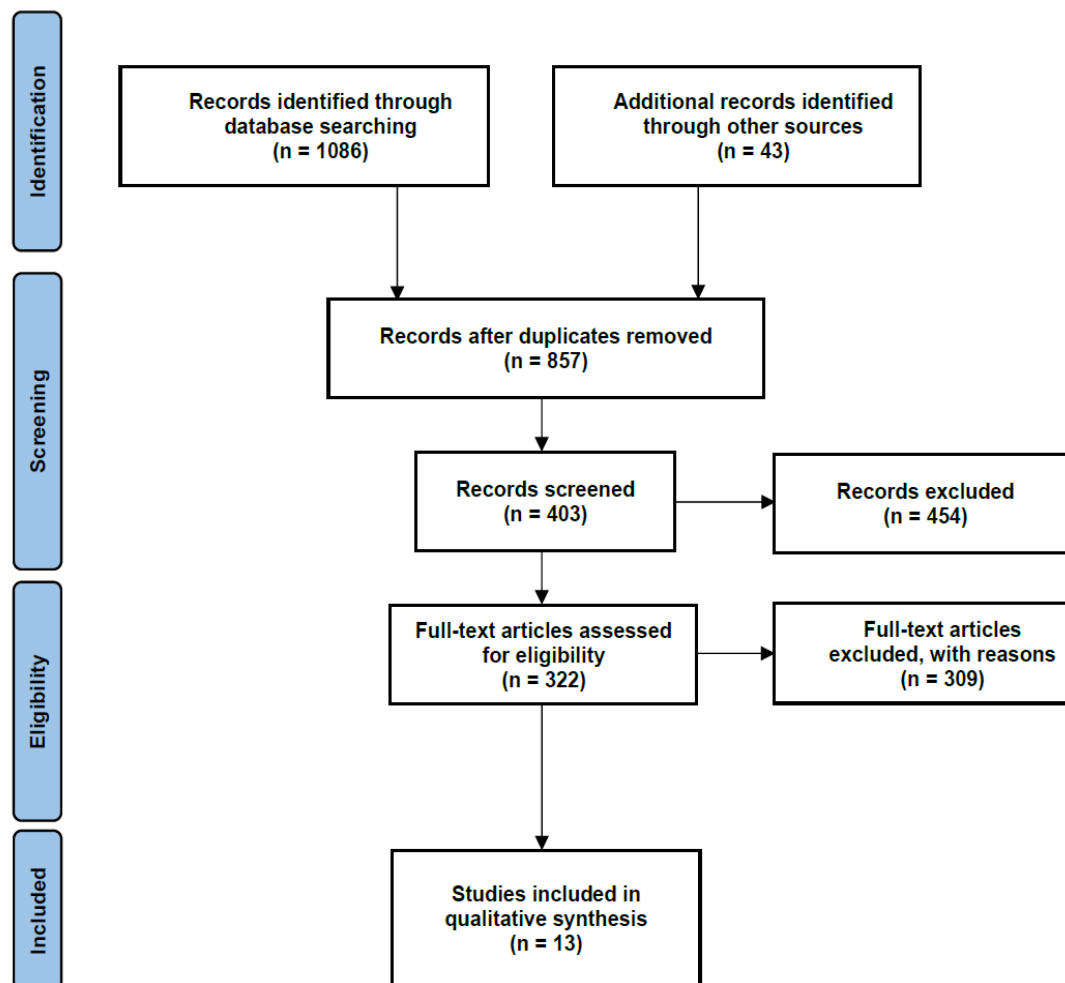 Identification
Records identified through
database searching
(n = 1086)
Additional records identified
through other sources
(n = 43)
Screening
Records after duplicates removed
(n = 857)
Records screened
(n = 403)
Records excluded
(n = 454)
Eligibility
Full-text articles assessed
for eligibility
(n = 322)
Full-text articles
excluded, with reasons
(n = 309)
Included
Studies included in
qualitative synthesis
(n = 13)